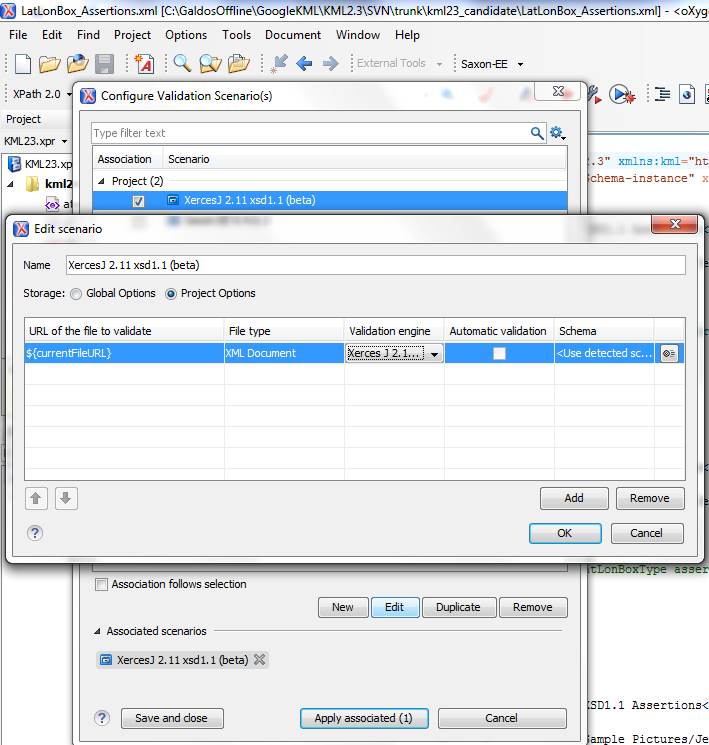 LatLonBox_Assertions.xml [C:\GaldosOffline\GoogleKML\KML2.3\SVN\trunk\kml23_candidate\LatLonBox_Assertions.xml] - <oXyg
File Edit Find Project Options Tools Document Window Help
External Tools Saxon-EE
XPath 2.0
Configure Validation Scenario(s)
Project
Type filter text
KML23.xpr
Association Scenario
KML23.xp
Project (2)
kml2
XercesJ 2.11 xsd1.1 (beta)
at
2.3" xmlns:kml="ht
Schema-instance" x
Edit scenario
Name XercesJ 2.11 xsd1.1 (beta)
Storage: Global Options Project Options
URL of the file to validate File type Validation engine Automatic validation Schema
${currentFileURL} XML Document Xerces J 2.1... <Use detected sc...
Add Remove
? OK Cancel
atLonBoxType asser
Association follows selection
New Edit Duplicate Remove
Associated scenarios
XercesJ 2.11 xsd1.1 (beta)
XSD1.1 Assertions<
? Save and close Apply associated (1) Cancel
Sample Pictures/Je